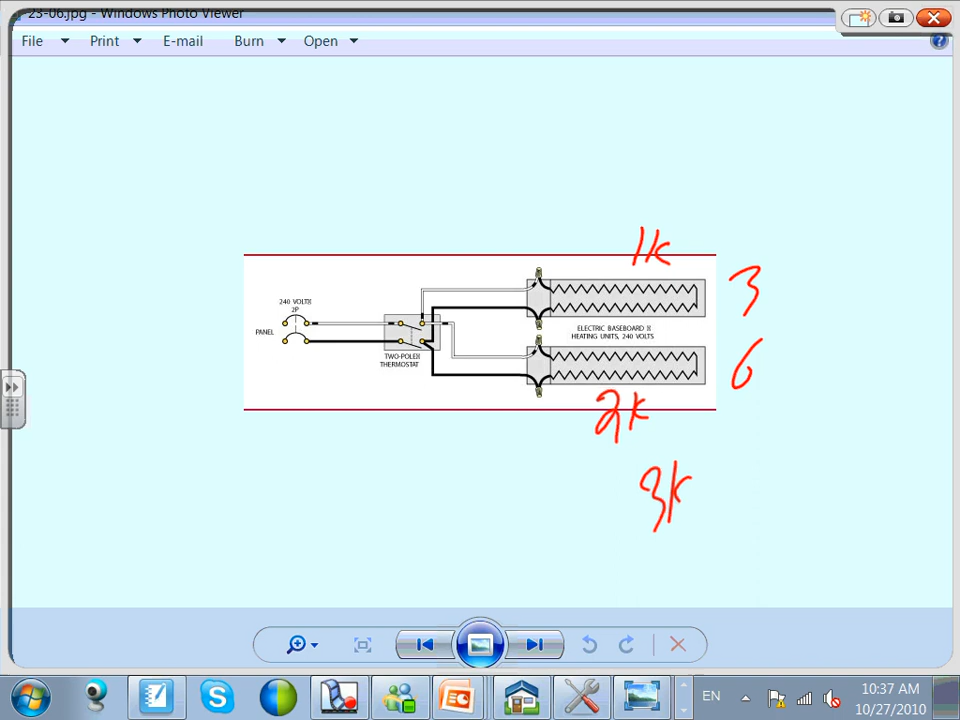 23-06.jpg - Windows Photo Viewer
File Print E-mail Burn Open
1k
3
240 VOLTS
2P
PANEL
ELECTRIC BASEBOARD
HEATING UNITS, 240 VOLTS
TWO-POLE
THERMOSTAT
6
2k
3k
EN
10:37 AM
10/27/2010